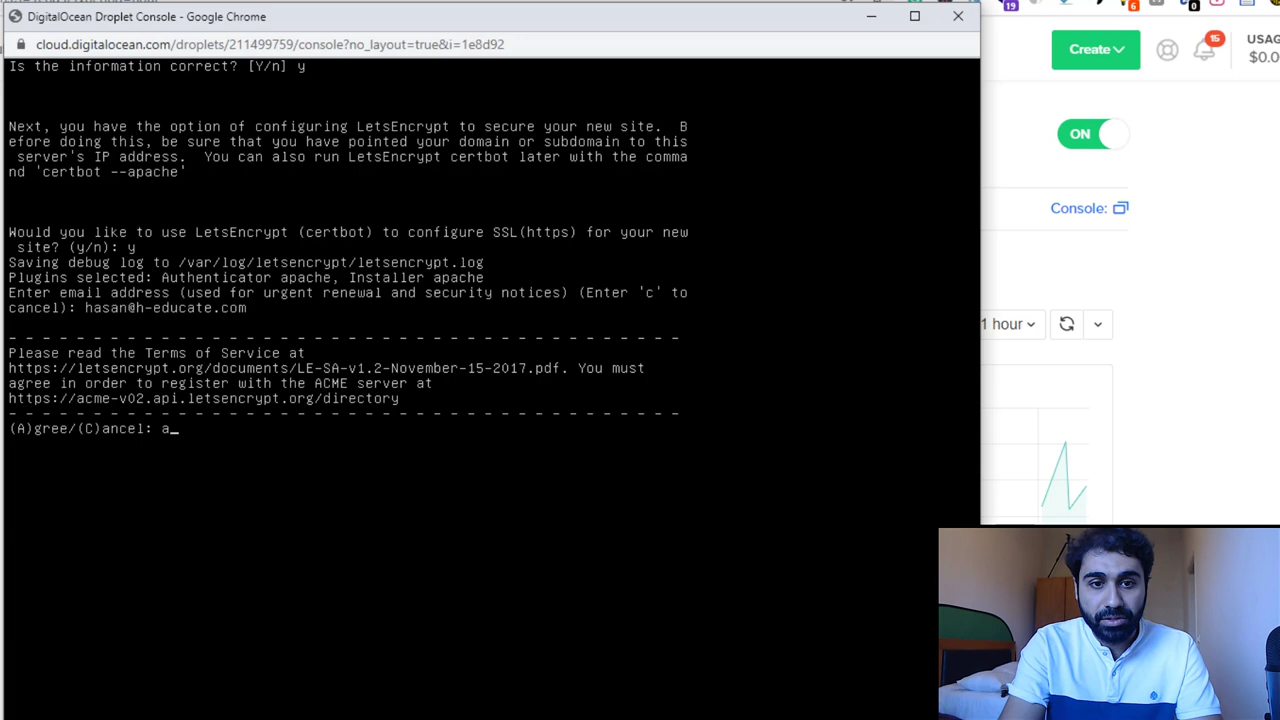 DigitalOcean Droplet Console - Google Chrome
cloud.digitalocean.com/droplets/211499759/console?no_layout=true&i=1e8d92
Is the information correct? [Y/n] y
Next, you have the option of configuring LetsEncrypt to secure your new site.  B
efore doing this, be sure that you have pointed your domain or subdomain to this
 server's IP address.  You can also run LetsEncrypt certbot later with the comma
nd 'certbot --apache'
Would you like to use LetsEncrypt (certbot) to configure SSL(https) for your new
 site? (y/n): y
Saving debug log to /var/log/letsencrypt/letsencrypt.log
Plugins selected: Authenticator apache, Installer apache
Enter email address (used for urgent renewal and security notices) (Enter 'c' to
cancel): hasan@h-educate.com
- - - - - - - - - - - - - - - - - - - - - - - - - - - - - - - - - - - - - - - -
Please read the Terms of Service at
https://letsencrypt.org/documents/LE-SA-v1.2-November-15-2017.pdf. You must
agree in order to register with the ACME server at
https://acme-v02.api.letsencrypt.org/directory
- - - - - - - - - - - - - - - - - - - - - - - - - - - - - - - - - - - - - - - -
(A)gree/(C)ancel: a_
19
6
0
Create
15
USAG
$0.0
ON
Console:
1 hour